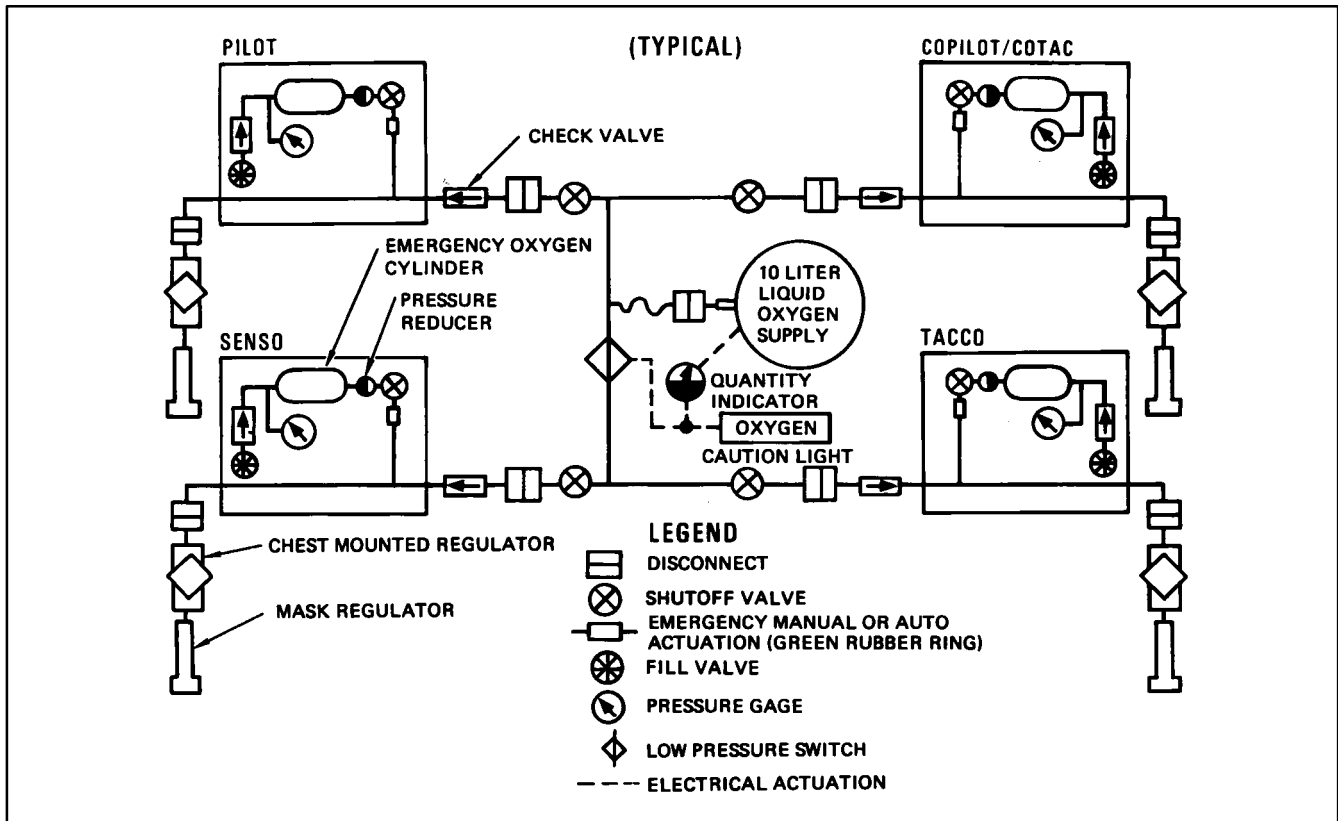 PILOT
(TYPICAL)
COPILOT/COTAC
CHECK VALVE
EMERGENCY OXYGEN
CYLINDER
PRESSURE
REDUCER
10 LITER
LIQUID
OXYGEN
SUPPLY
SENSO
TACCO
QUANTITY
INDICATOR
OXYGEN
CAUTION LIGHT
CHEST MOUNTED REGULATOR
MASK REGULATOR
LEGEND
DISCONNECT
SHUTOFF VALVE
EMERGENCY MANUAL OR AUTO
ACTUATION (GREEN RUBBER RING)
FILL VALVE
PRESSURE GAGE
LOW PRESSURE SWITCH
ELECTRICAL ACTUATION